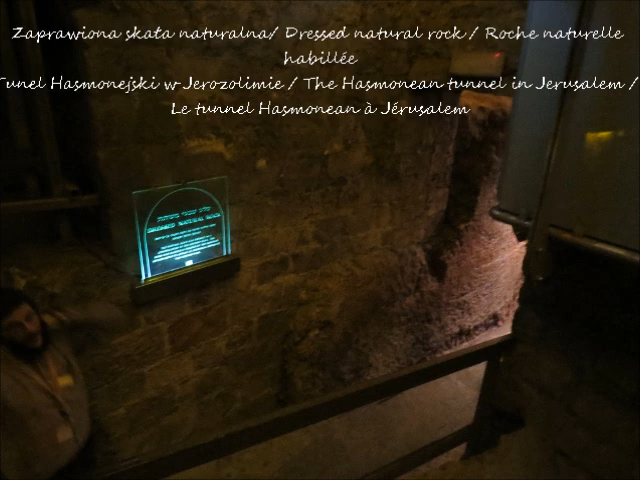 Zaprawiona skała naturalna/ Dressed natural rock / Roche naturelle
habillée
Tunel Hasmonejski w Jerozolimie / The Hasmonean tunnel in Jerusalem /
Le tunnel Hasmonean à Jérusalem
DRESSED NATURAL ROCK